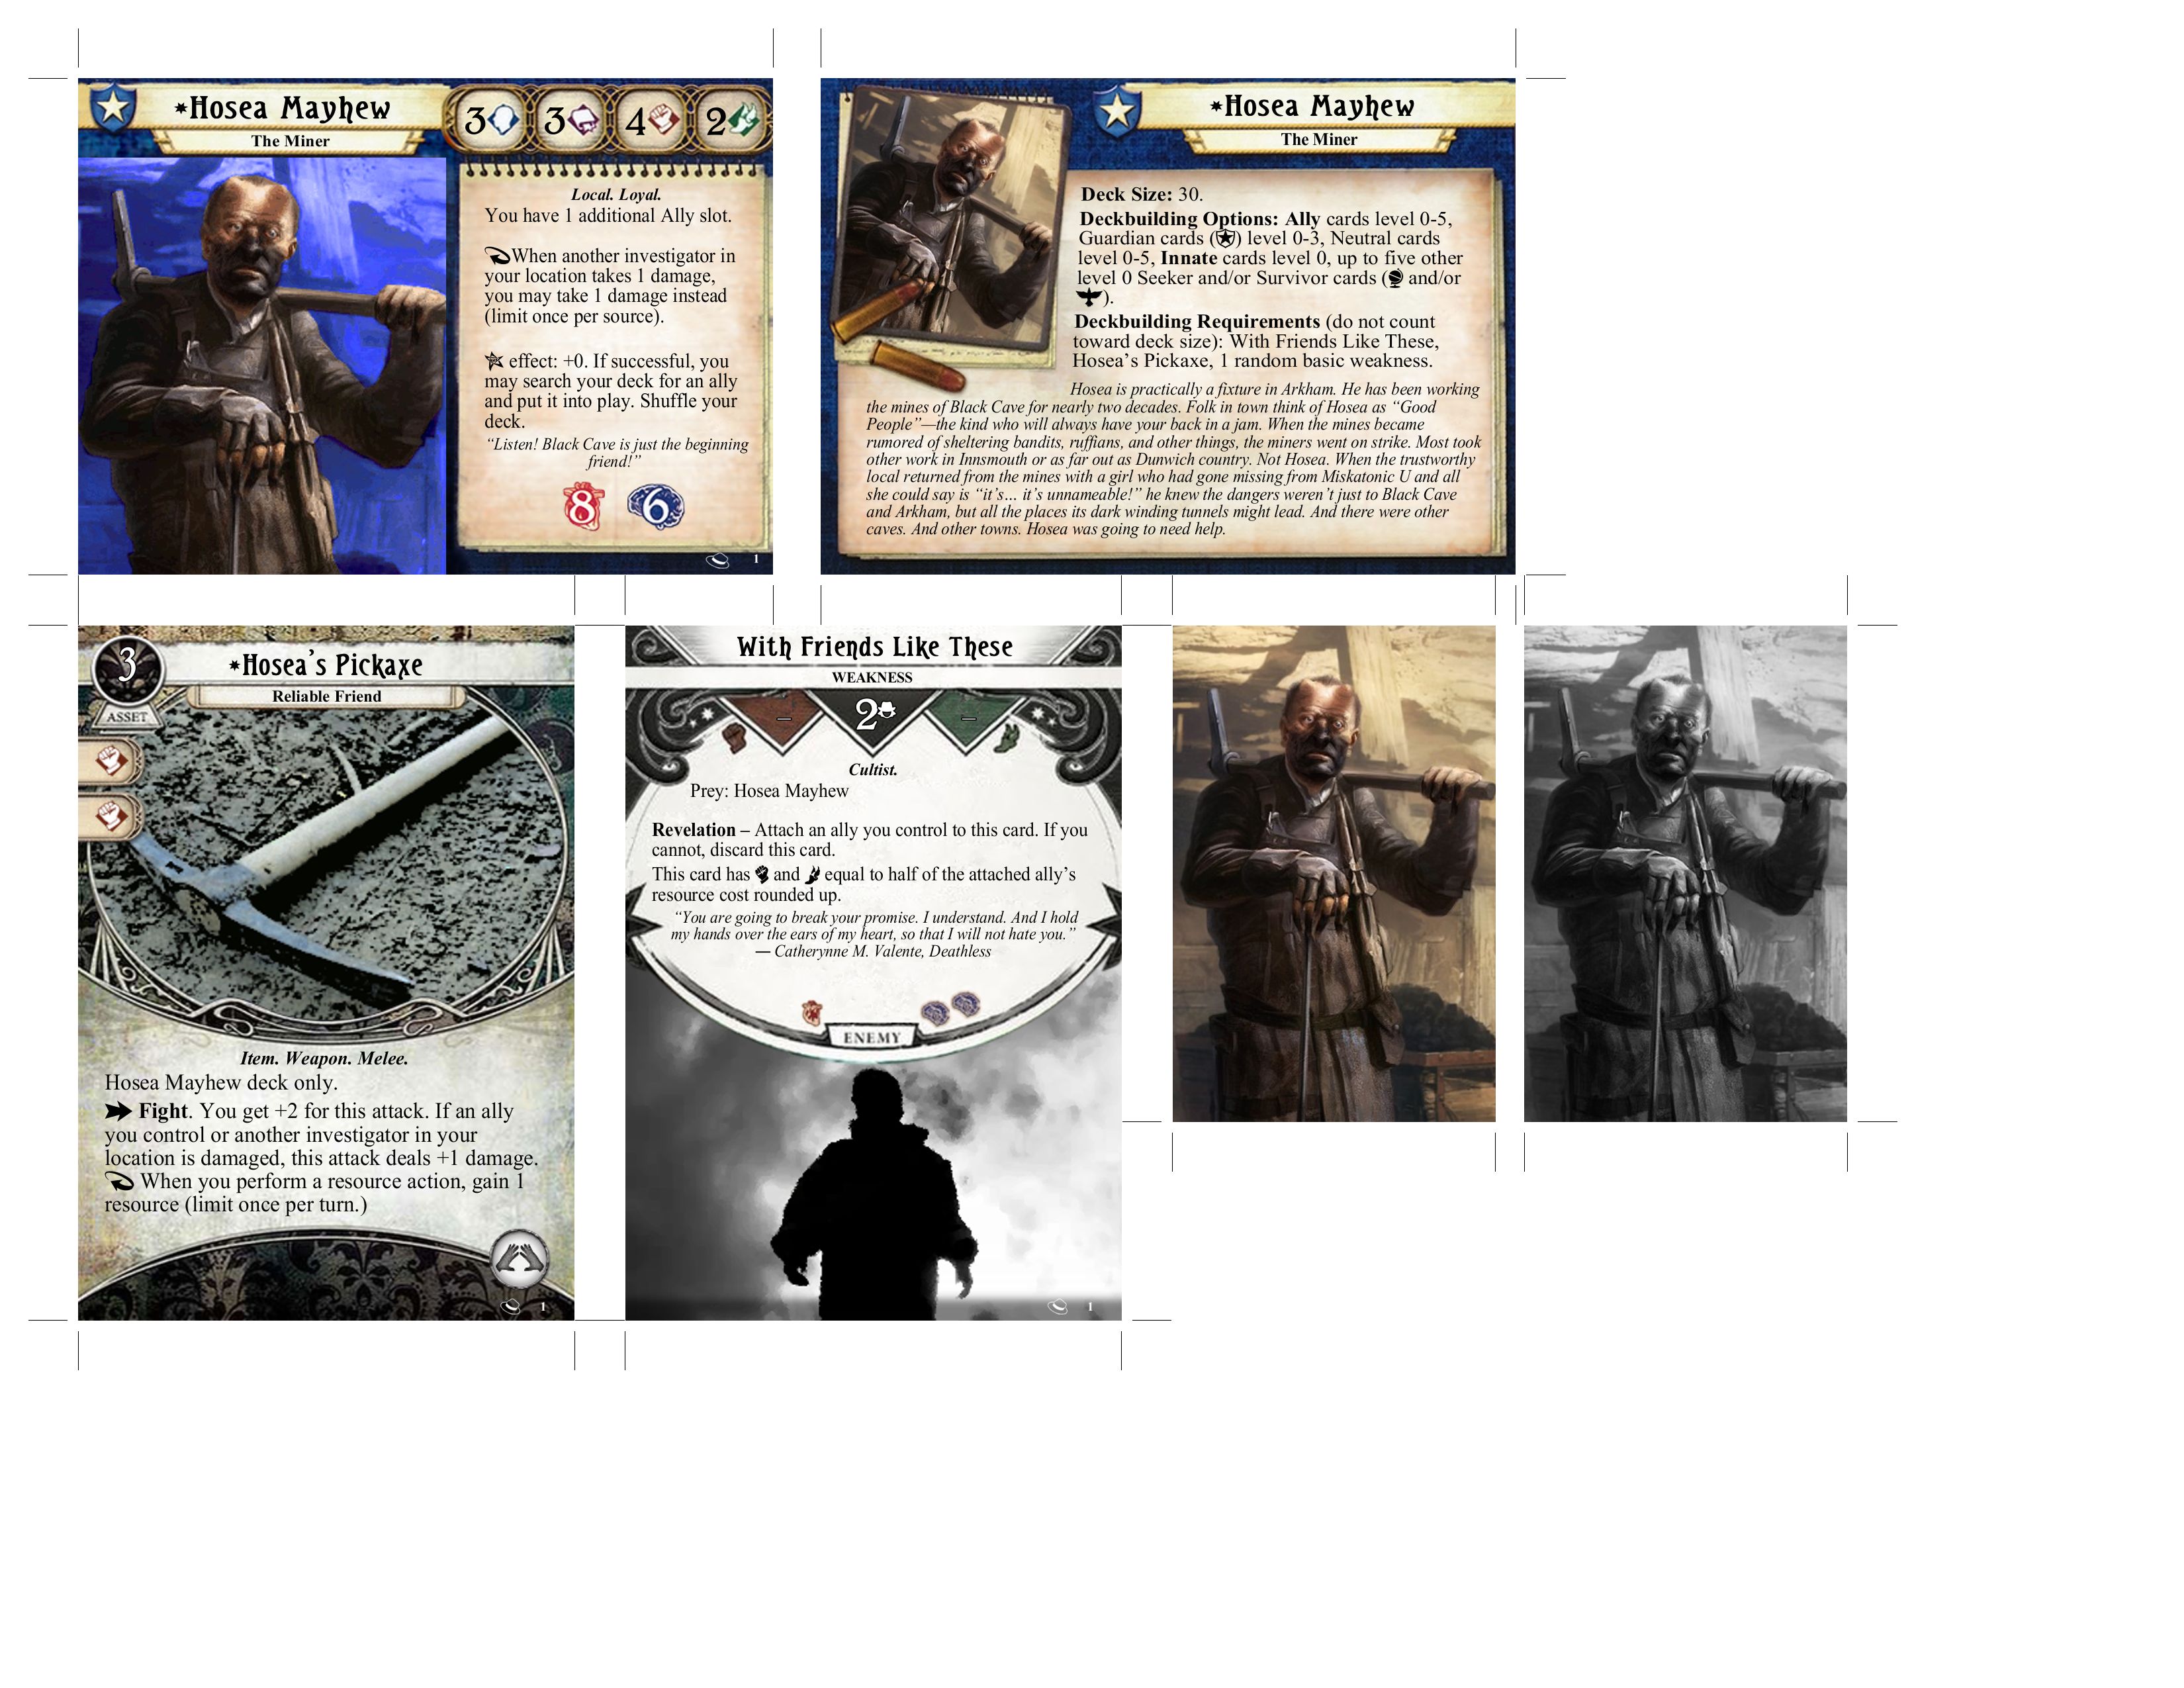 Hosea Mayhew
The Miner
3 3 4 2
Local. Loyal.
You have 1 additional Ally slot.
When another investigator in
your location takes 1 damage,
you may take 1 damage instead
(limit once per source).
effect: +0. If successful, you
may search your deck for an ally
and put it into play. Shuffle your
deck.
“Listen! Black Cave is just the beginning
friend!”
8 6
1
Hosea Mayhew
The Miner
Deck Size: 30.
Deckbuilding Options: Ally cards level 0-5,
Guardian cards ( ) level 0-3, Neutral cards
level 0-5, Innate cards level 0, up to five other
level 0 Seeker and/or Survivor cards ( and/or
).
Deckbuilding Requirements (do not count
toward deck size): With Friends Like These,
Hosea’s Pickaxe, 1 random basic weakness.
Hosea is practically a fixture in Arkham. He has been working
the mines of Black Cave for nearly two decades. Folk in town think of Hosea as “Good
People”—the kind who will always have your back in a jam. When the mines became
rumored of sheltering bandits, ruffians, and other things, the miners went on strike. Most took
other work in Innsmouth or as far out as Dunwich country. Not Hosea. When the trustworthy
local returned from the mines with a girl who had gone missing from Miskatonic U and all
she could say is “it’s… it’s unnameable!” he knew the dangers weren’t just to Black Cave
and Arkham, but all the places its dark winding tunnels might lead. And there were other
caves. And other towns. Hosea was going to need help.
3
Hosea’s Pickaxe
Reliable Friend
ASSET
Item. Weapon. Melee.
Hosea Mayhew deck only.
Fight. You get +2 for this attack. If an ally
you control or another investigator in your
location is damaged, this attack deals +1 damage.
When you perform a resource action, gain 1
resource (limit once per turn.)
1
With Friends Like These
WEAKNESS
– 2 –
Cultist.
Prey: Hosea Mayhew
Revelation – Attach an ally you control to this card. If you
cannot, discard this card.
This card has and equal to half of the attached ally’s
resource cost rounded up.
“You are going to break your promise. I understand. And I hold
my hands over the ears of my heart, so that I will not hate you.”
— Catherynne M. Valente, Deathless
ENEMY
1